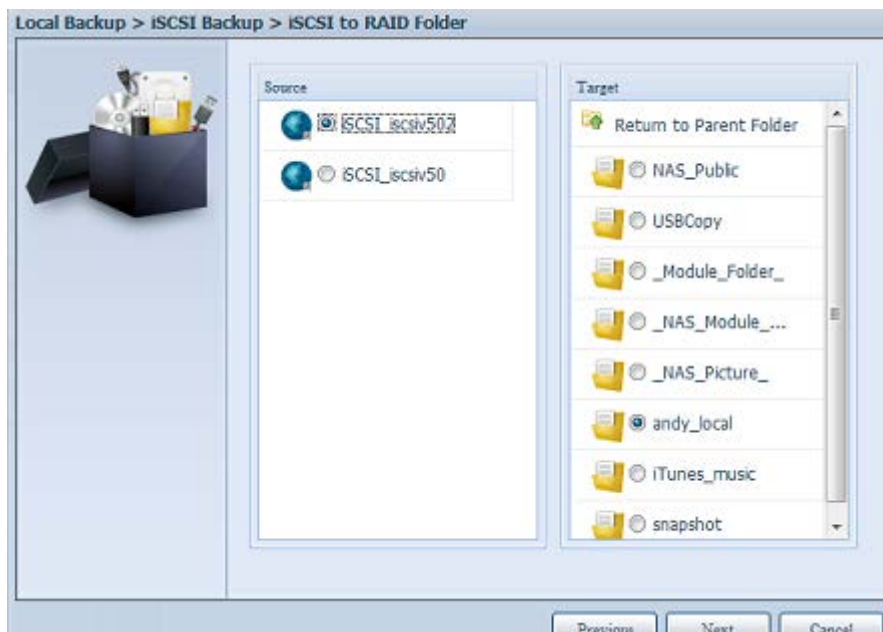 Local Backup > iSCSI Backup > iSCSI to RAID Folder
Source
iSCSI_iscsiv502
iSCSI_iscsiv50
Target
Return to Parent Folder
NAS_Public
USBCopy
_Module_Folder_
_NAS_Module_...
_NAS_Picture_
andy_local
iTunes_music
snapshot
Previous
Next
Cancel